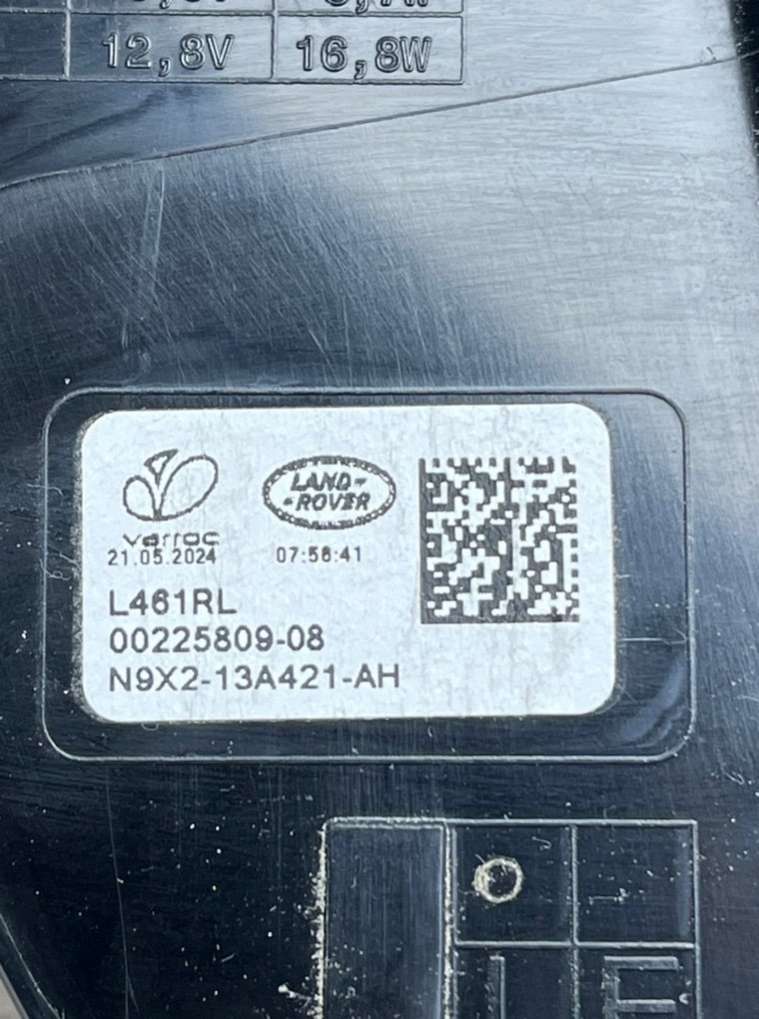 12,8V 16,8W
LAND-
-ROVER
varroc
21.05.2024 07:56:41
L461RL
00225809-08
N9X2-13A421-AH